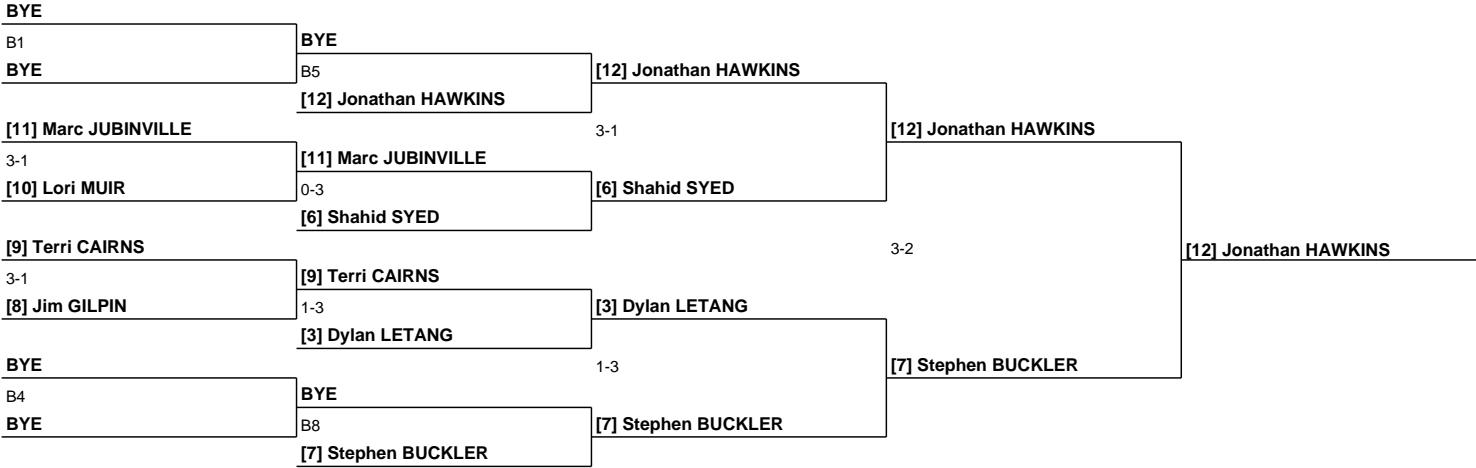 BYE
B1
BYE
BYE
B5
[12] Jonathan HAWKINS
[12] Jonathan HAWKINS
[11] Marc JUBINVILLE
3-1
[12] Jonathan HAWKINS
3-1
[11] Marc JUBINVILLE
[10] Lori MUIR
0-3
[6] Shahid SYED
[6] Shahid SYED
[9] Terri CAIRNS
3-2
[12] Jonathan HAWKINS
3-1
[9] Terri CAIRNS
[8] Jim GILPIN
1-3
[3] Dylan LETANG
[3] Dylan LETANG
BYE
1-3
[7] Stephen BUCKLER
B4
BYE
BYE
B8
[7] Stephen BUCKLER
[7] Stephen BUCKLER